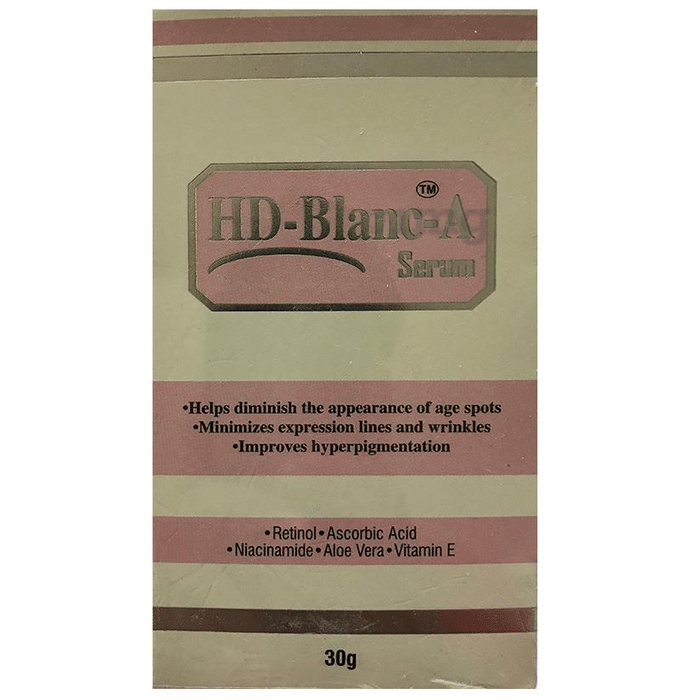 HD-Blanc-A™
Serum
•Helps diminish the appearance of age spots
•Minimizes expression lines and wrinkles
•Improves hyperpigmentation
•Retinol•Ascorbic Acid
•Niacinamide•Aloe Vera•Vitamin E
30g